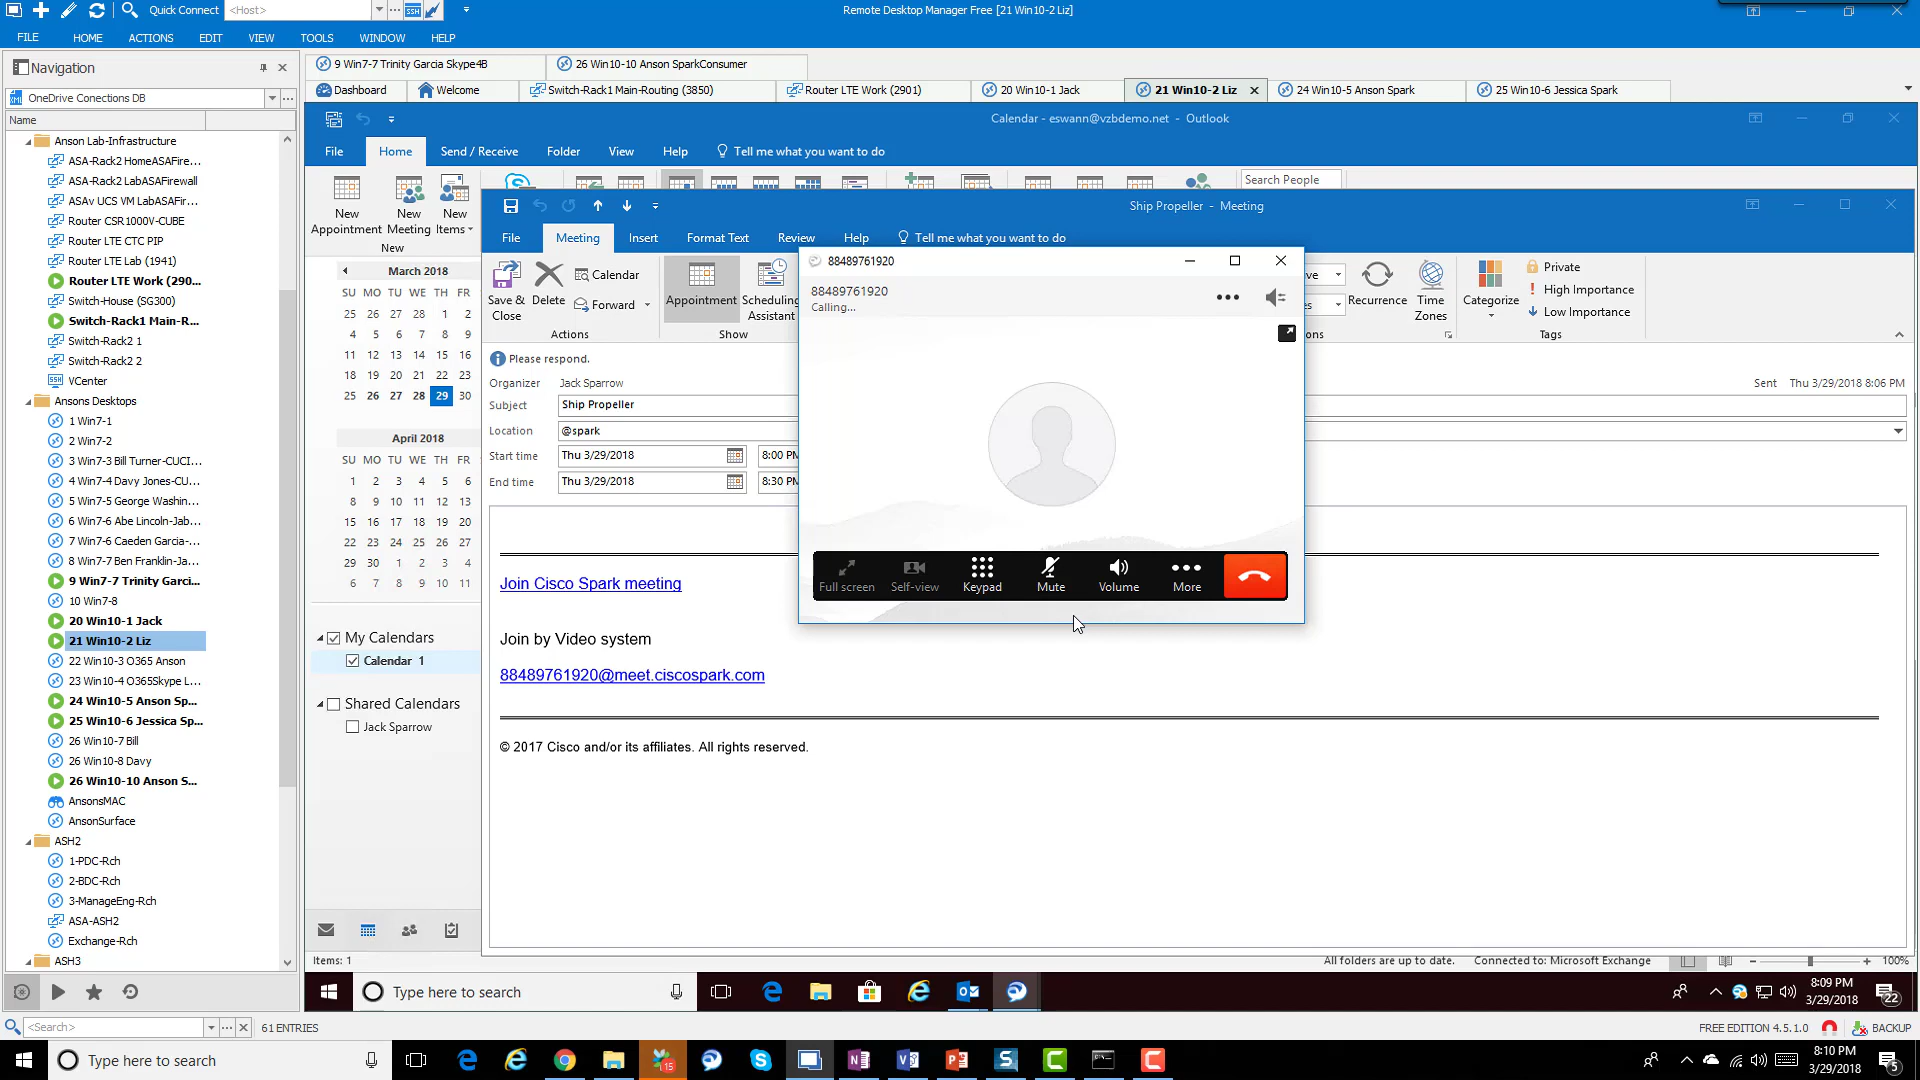 Quick Connect <Host> SSH Remote Desktop Manager Free [21 Win10-2 Liz]
FILE HOME ACTIONS EDIT VIEW TOOLS WINDOW HELP
Navigation
OneDrive Conections DB
Name
Anson Lab-Infrastructure
ASA-Rack2 HomeASAFire...
ASA-Rack2 LabASAFirewall
ASAv UCS VM LabASAFir...
Router CSR1000V-CUBE
Router LTE CTC PIP
Router LTE Lab (1941)
Router LTE Work (290...
Switch-House (SG300)
Switch-Rack1 Main-R...
Switch-Rack2 1
Switch-Rack2 2
SSH VCenter
Ansons Desktops
1 Win7-1
2 Win7-2
3 Win7-3 Bill Turner-CUCI...
4 Win7-4 Davy Jones-CU...
5 Win7-5 George Washin...
6 Win7-6 Abe Lincoln-Jab...
7 Win7-6 Caeden Garcia-...
8 Win7-7 Ben Franklin-Ja...
9 Win7-7 Trinity Garci...
10 Win7-8
20 Win10-1 Jack
21 Win10-2 Liz
22 Win10-3 O365 Anson
23 Win10-4 O365Skype L...
24 Win10-5 Anson Sp...
25 Win10-6 Jessica Sp...
26 Win10-7 Bill
26 Win10-8 Davy
26 Win10-10 Anson S...
AnsonsMAC
AnsonSurface
ASH2
1-PDC-Rch
2-BDC-Rch
3-ManageEng-Rch
ASA-ASH2
Exchange-Rch
ASH3
<Search>
61 ENTRIES
FREE EDITION 4.5.1.0 BACKUP
9 Win7-7 Trinity Garcia Skype4B 26 Win10-10 Anson SparkConsumer
Dashboard Welcome Switch-Rack1 Main-Routing (3850) Router LTE Work (2901) 20 Win10-1 Jack 21 Win10-2 Liz 24 Win10-5 Anson Spark 25 Win10-6 Jessica Spark
Calendar - eswann@vzbdemo.net - Outlook
File Home Send / Receive Folder View Help Tell me what you want to do
New Appointment
New Meeting
New Items
New
Search People
March 2018
SU MO TU WE TH FR
25 26 27 28 1 2
4 5 6 7 8 9
11 12 13 14 15 16
18 19 20 21 22 23
25 26 27 28 29 30
April 2018
SU MO TU WE TH FR
1 2 3 4 5 6
8 9 10 11 12 13
15 16 17 18 19 20
22 23 24 25 26 27
29 30 1 2 3 4
6 7 8 9 10 11
My Calendars
Calendar 1
Shared Calendars
Jack Sparrow
Items: 1
All folders are up to date. Connected to: Microsoft Exchange 100%
Ship Propeller - Meeting
File Meeting Insert Format Text Review Help Tell me what you want to do
Save & Close
Delete
Calendar
Forward
Actions
Appointment
Scheduling Assistant
Show
ve
Recurrence
Time Zones
ons
Categorize
Private
High Importance
Low Importance
Tags
Please respond.
Organizer Jack Sparrow
Sent Thu 3/29/2018 8:06 PM
Subject Ship Propeller
Location @spark
Start time Thu 3/29/2018 8:00 PM
End time Thu 3/29/2018 8:30 PM
Join Cisco Spark meeting
Join by Video system
88489761920@meet.ciscospark.com
© 2017 Cisco and/or its affiliates. All rights reserved.
88489761920
88489761920
Calling...
Full screen Self-view Keypad Mute Volume More
Type here to search
8:09 PM
3/29/2018
22
Type here to search
15
8:10 PM
3/29/2018
5